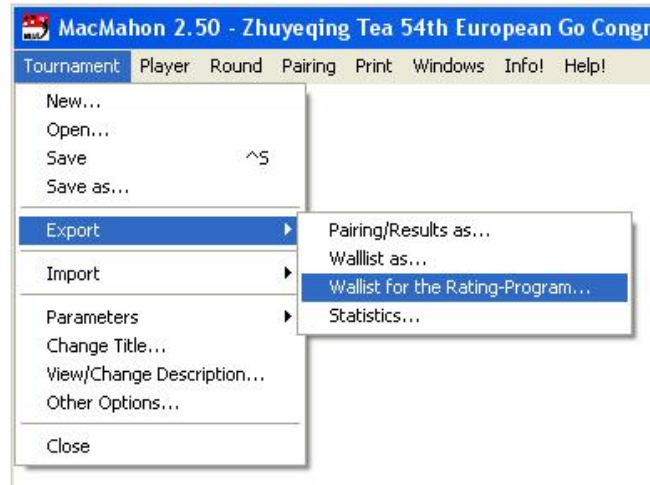 MacMahon 2.50 - Zhuyeqing Tea 54th European Go Congr
Tournament Player Round Pairing Print Windows Info! Help!
New...
Open...
Save ^S
Save as...
Export
Pairing/Results as...
Walllist as...
Wallist for the Rating-Program...
Import
Statistics...
Parameters
Change Title...
View/Change Description...
Other Options...
Close